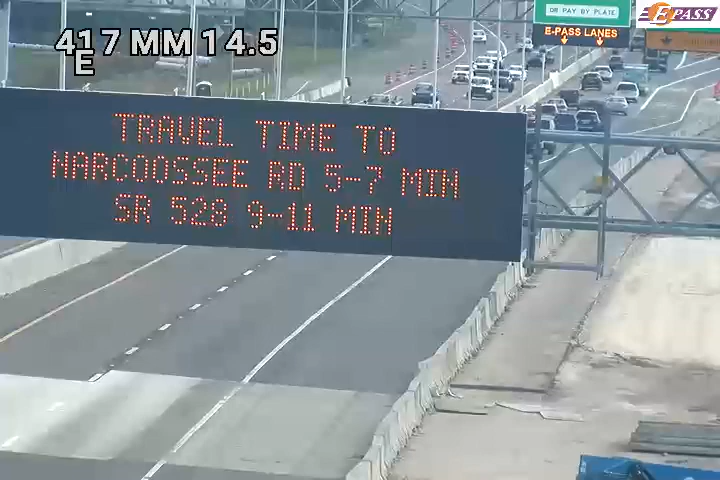 417 MM 14.5
E
OR PAY BY PLATE
E-PASS
E-PASS LANES
TRAVEL TIME TO
NARCOOSSEE RD 5-7 MIN
SR 528 9-11 MIN